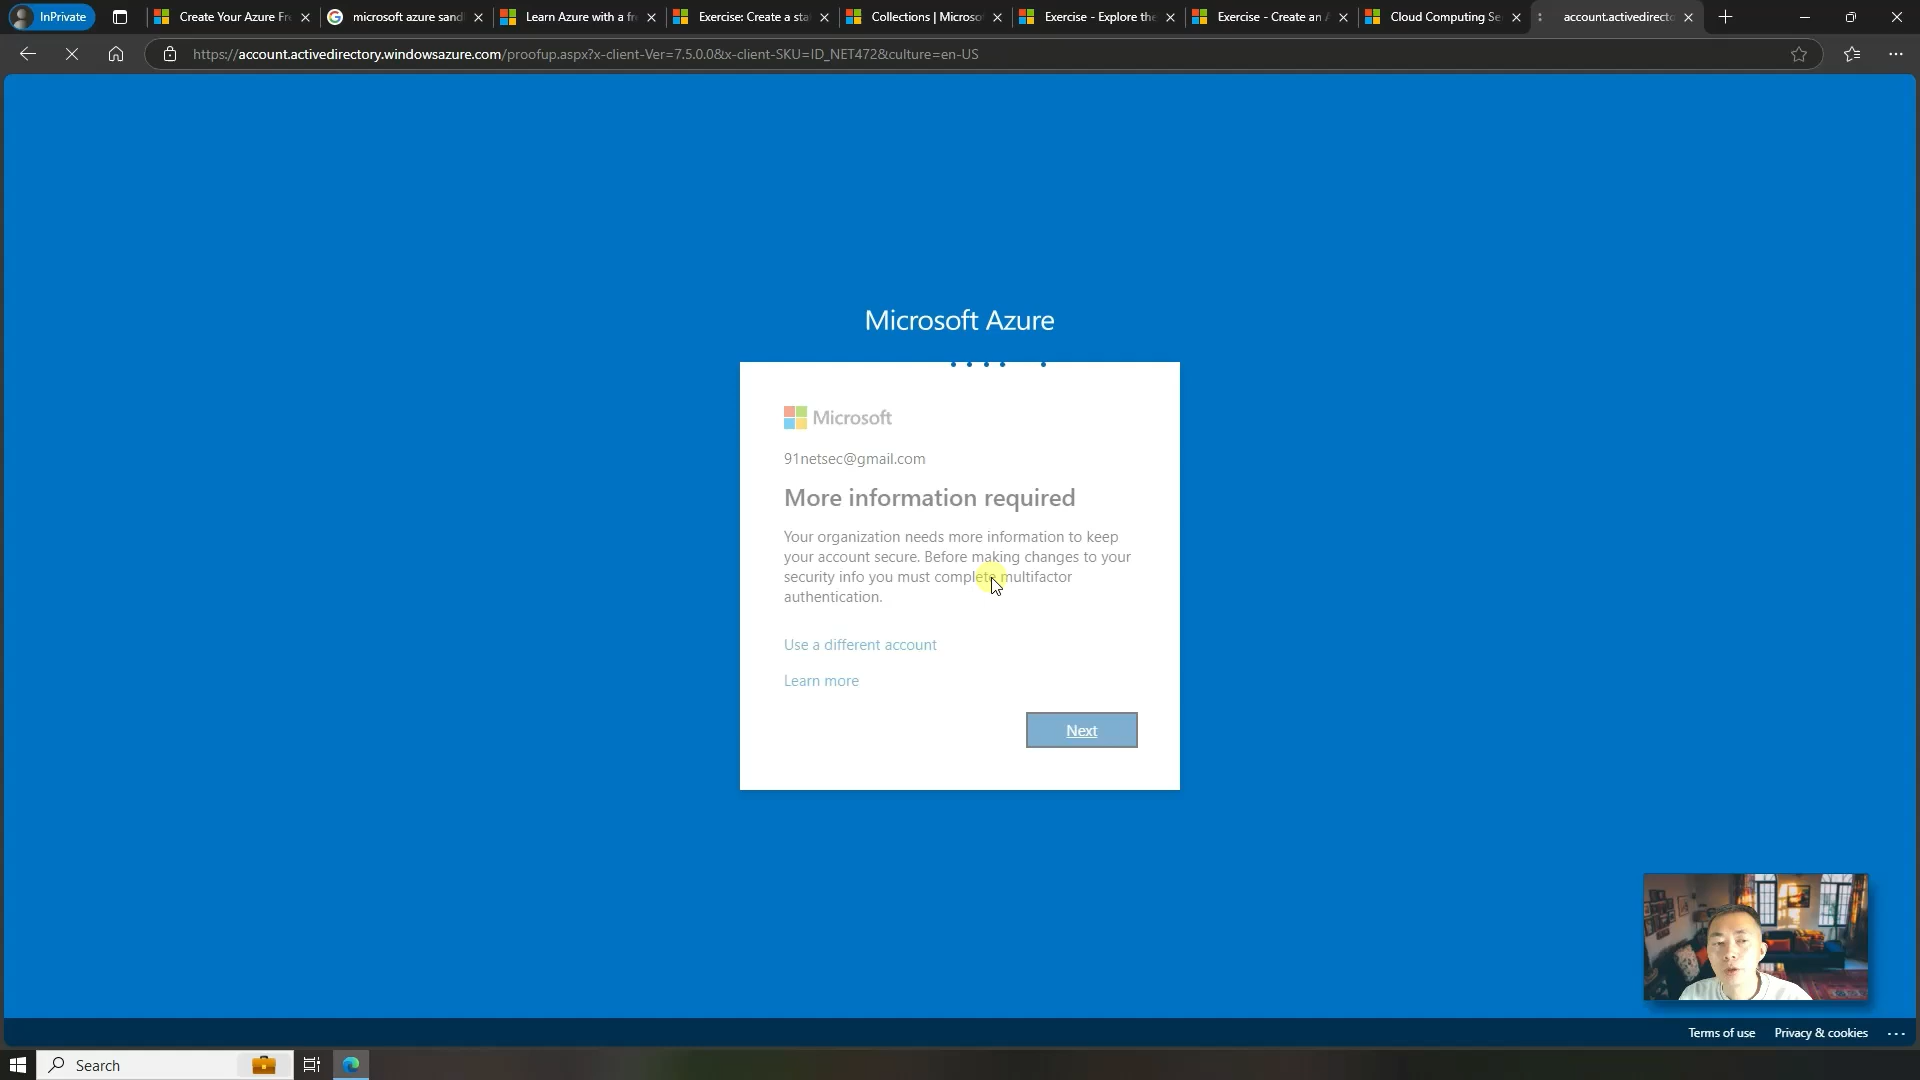 InPrivate
Create Your Azure Fr
microsoft azure sand
Learn Azure with a fr
Exercise: Create a sta
Collections | Microso
Exercise - Explore the
Exercise - Create an A
Cloud Computing Se
account.activedirecto
https://account.activedirectory.windowsazure.com/proofup.aspx?x-client-Ver=7.5.0.0&x-client-SKU=ID_NET472&culture=en-US
Microsoft Azure
Microsoft
91netsec@gmail.com
More information required
Your organization needs more information to keep
your account secure. Before making changes to your
security info you must complete multifactor
authentication.
Use a different account
Learn more
Next
Terms of use
Privacy & cookies
Search